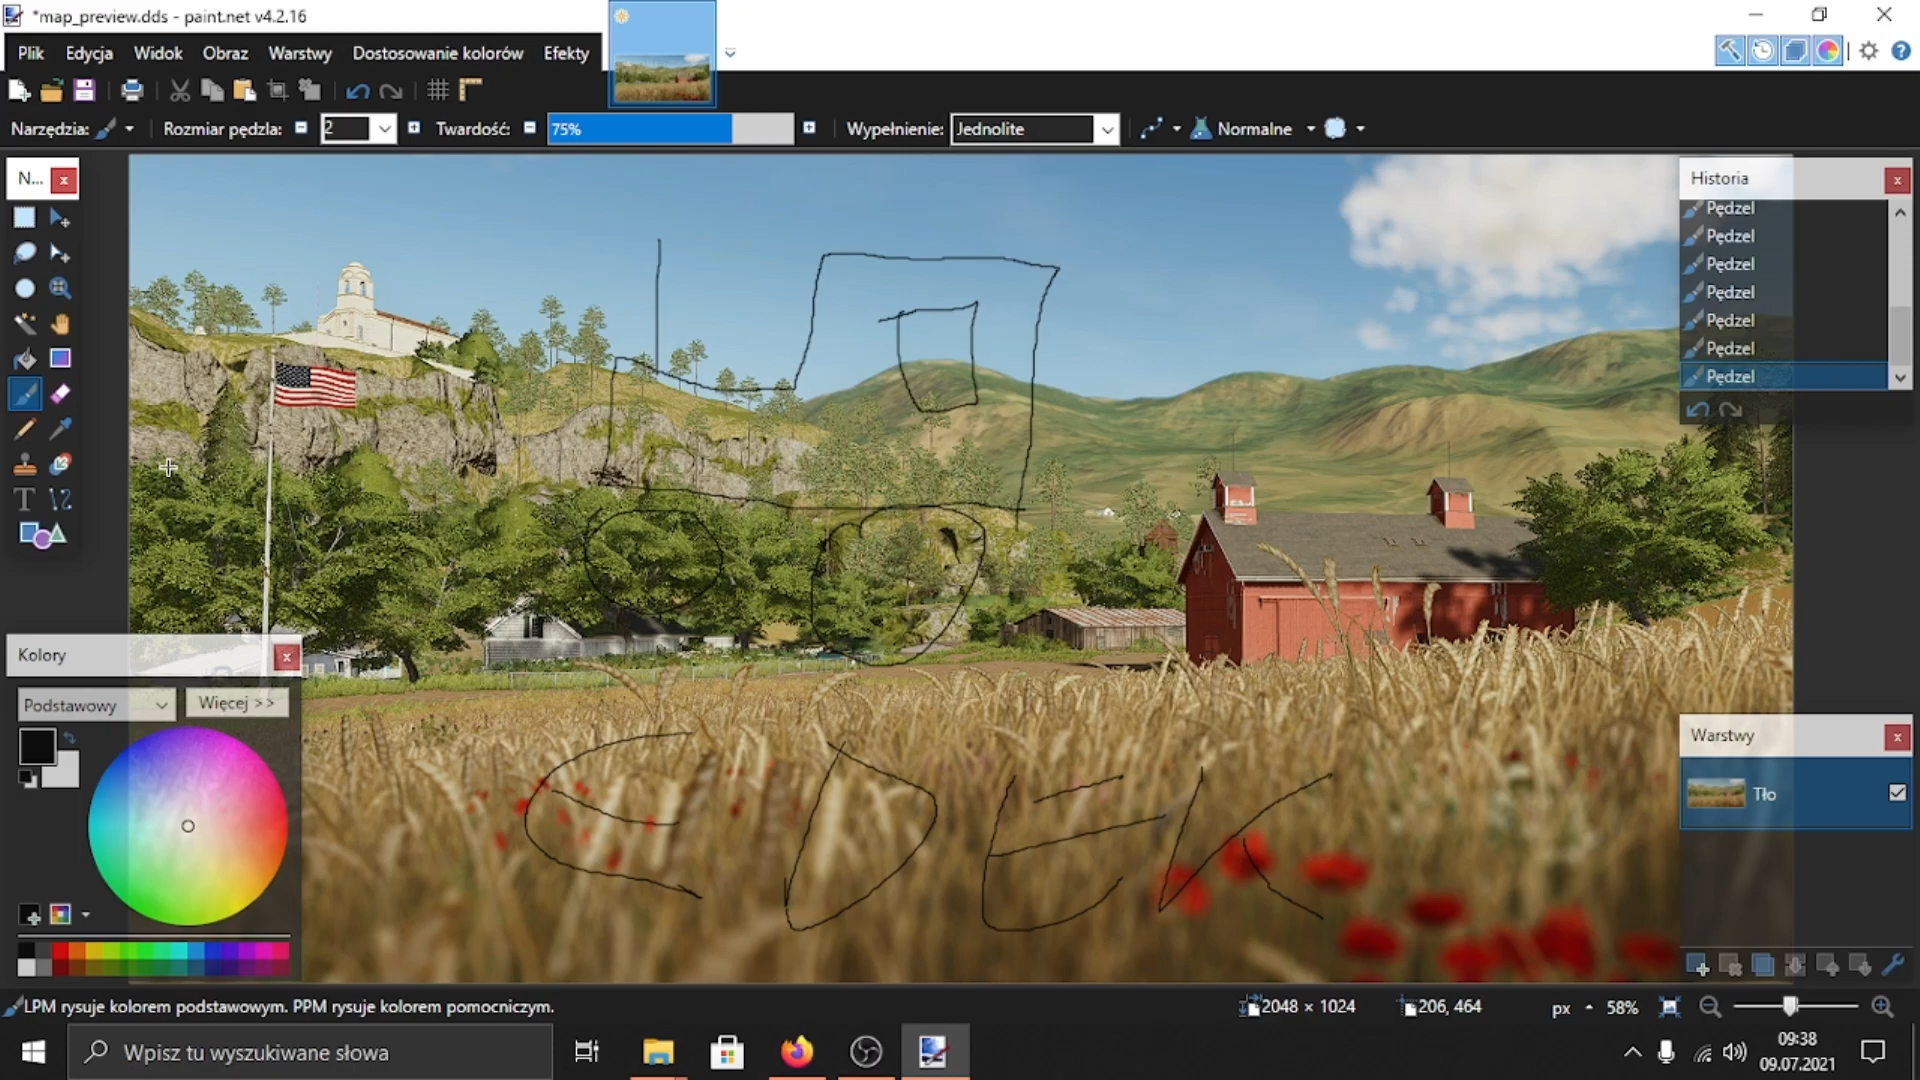 *map_preview.dds - paint.net v4.2.16
Plik Edycja Widok Obraz Warstwy Dostosowanie kolorów Efekty
Narzędzia: Rozmiar pędzla: 2 Twardość: 75% Wypełnienie: Jednolite Normalne
N...
Historia
Pędzel
Pędzel
Pędzel
Pędzel
Pędzel
Pędzel
Pędzel
Kolory
Podstawowy Więcej >>
EDEK
Warstwy
Tło
LPM rysuje kolorem podstawowym. PPM rysuje kolorem pomocniczym. 2048 × 1024 206, 464 px 58%
Wpisz tu wyszukiwane słowa
09:38
09.07.2021